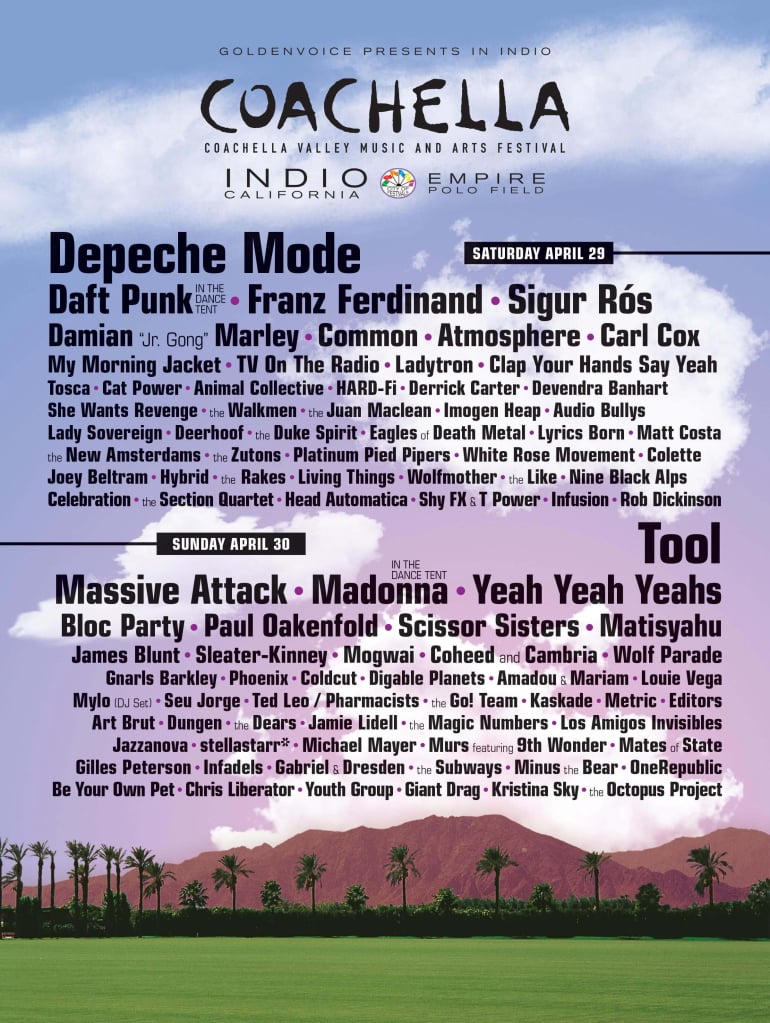 GOLDENVOICE PRESENTS IN INDIO
COACHELLA
COACHELLA VALLEY MUSIC AND ARTS FESTIVAL
INDIO
CALIFORNIA
CITY OF
FESTIVALS
EMPIRE
POLO FIELD
Depeche Mode
SATURDAY APRIL 29
Daft Punk IN THE DANCE TENT • Franz Ferdinand • Sigur Rós
Damian "Jr. Gong" Marley • Common • Atmosphere • Carl Cox
My Morning Jacket • TV On The Radio • Ladytron • Clap Your Hands Say Yeah
Tosca • Cat Power • Animal Collective • HARD-Fi • Derrick Carter • Devendra Banhart
She Wants Revenge • the Walkmen • the Juan Maclean • Imogen Heap • Audio Bullys
Lady Sovereign • Deerhoof • the Duke Spirit • Eagles of Death Metal • Lyrics Born • Matt Costa
the New Amsterdams • the Zutons • Platinum Pied Pipers • White Rose Movement • Colette
Joey Beltram • Hybrid • the Rakes • Living Things • Wolfmother • the Like • Nine Black Alps
Celebration • the Section Quartet • Head Automatica • Shy FX & T Power • Infusion • Rob Dickinson
SUNDAY APRIL 30
Tool
Massive Attack • Madonna IN THE DANCE TENT • Yeah Yeah Yeahs
Bloc Party • Paul Oakenfold • Scissor Sisters • Matisyahu
James Blunt • Sleater-Kinney • Mogwai • Coheed and Cambria • Wolf Parade
Gnarls Barkley • Phoenix • Coldcut • Digable Planets • Amadou & Mariam • Louie Vega
Mylo (DJ Set) • Seu Jorge • Ted Leo / Pharmacists • the Go! Team • Kaskade • Metric • Editors
Art Brut • Dungen • the Dears • Jamie Lidell • the Magic Numbers • Los Amigos Invisibles
Jazzanova • stellastarr* • Michael Mayer • Murs featuring 9th Wonder • Mates of State
Gilles Peterson • Infadels • Gabriel & Dresden • the Subways • Minus the Bear • OneRepublic
Be Your Own Pet • Chris Liberator • Youth Group • Giant Drag • Kristina Sky • the Octopus Project